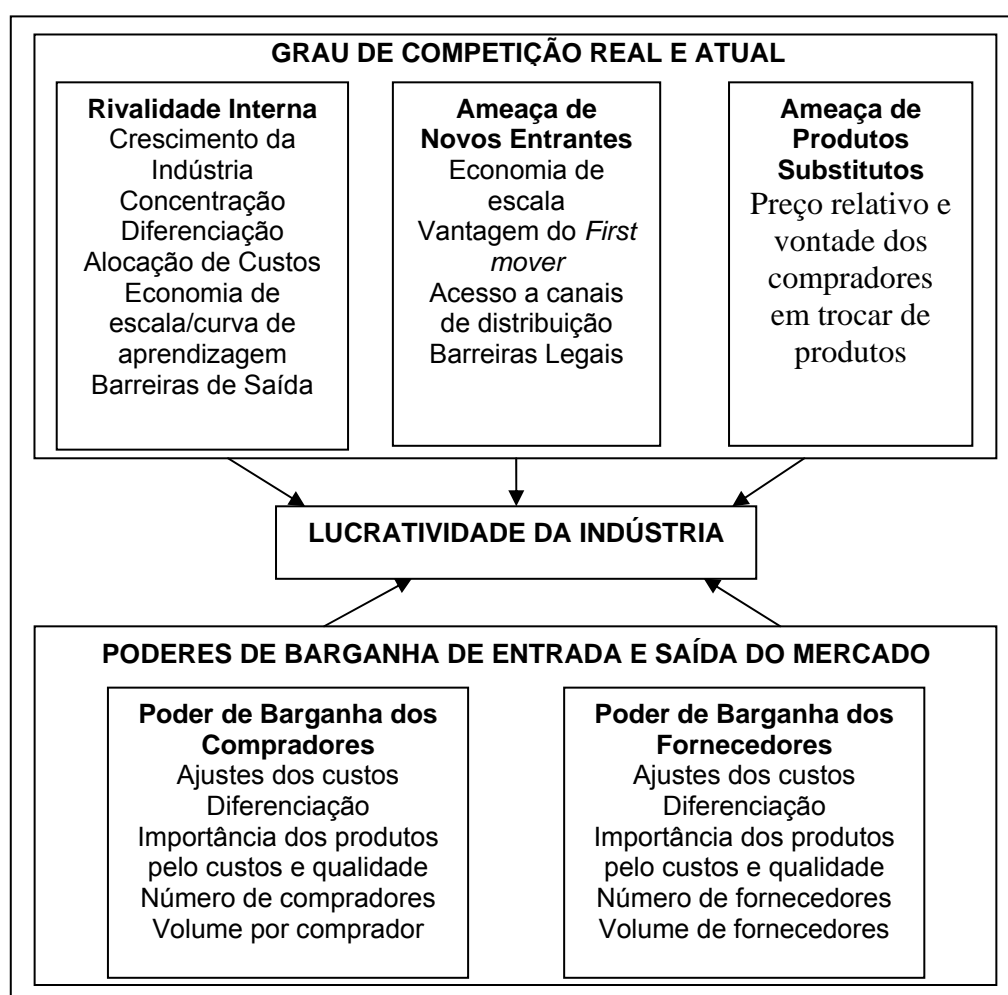 GRAU DE COMPETIÇÃO REAL E ATUAL
Rivalidade Interna
Crescimento da
Indústria
Concentração
Diferenciação
Alocação de Custos
Economia de
escala/curva de
aprendizagem
Barreiras de Saída
Ameaça de
Novos Entrantes
Economia de
escala
Vantagem do First
mover
Acesso a canais
de distribuição
Barreiras Legais
Ameaça de
Produtos
Substitutos
Preço relativo e
vontade dos
compradores
em trocar de
produtos
LUCRATIVIDADE DA INDÚSTRIA
PODERES DE BARGANHA DE ENTRADA E SAÍDA DO MERCADO
Poder de Barganha dos
Compradores
Ajustes dos custos
Diferenciação
Importância dos produtos
pelo custos e qualidade
Número de compradores
Volume por comprador
Poder de Barganha dos
Fornecedores
Ajustes dos custos
Diferenciação
Importância dos produtos
pelo custos e qualidade
Número de fornecedores
Volume de fornecedores